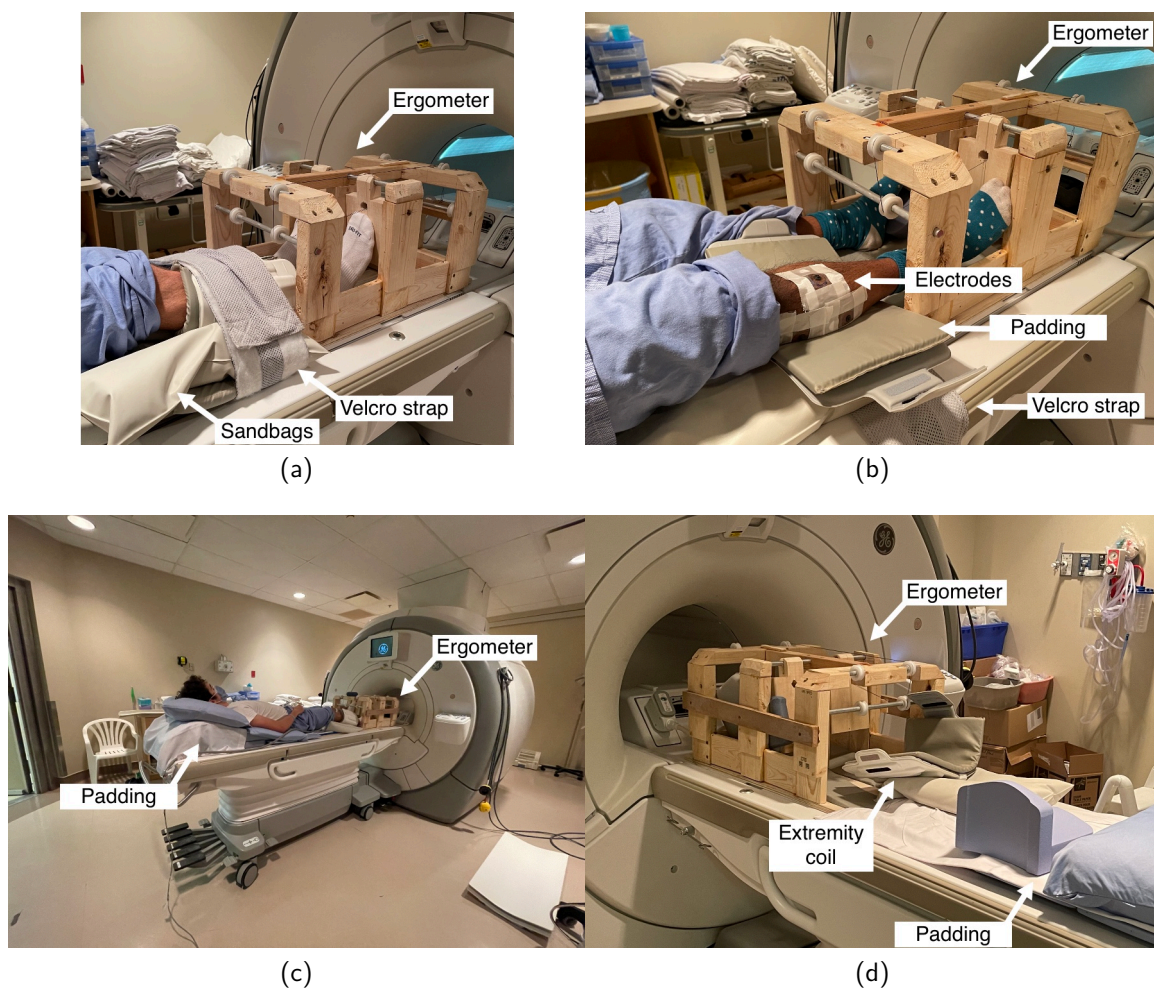 Ergometer
Velcro strap
Sandbags
(a)
Ergometer
Electrodes
Padding
Velcro strap
(b)
Ergometer
Padding
(c)
Ergometer
Extremity
coil
Padding
(d)